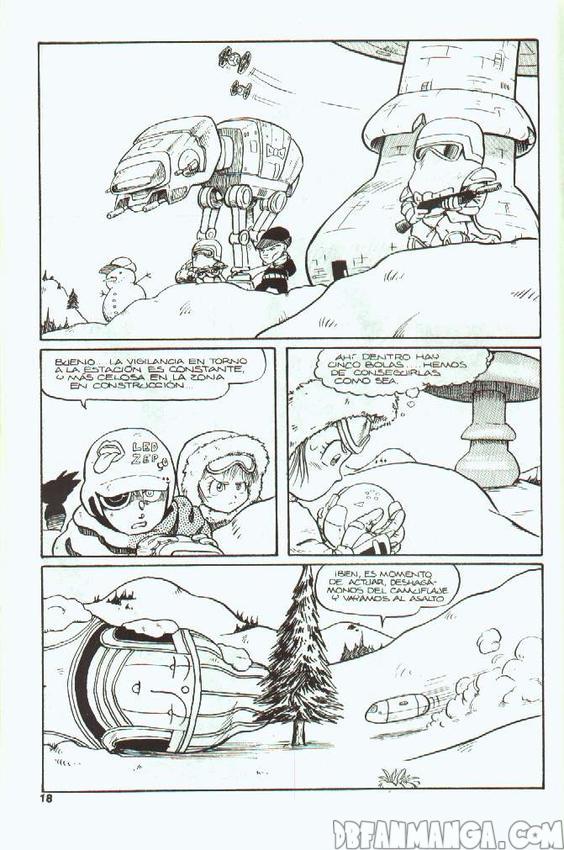 BUENO... LA VIGILANCIA EN TORNO
A LA ESTACIÓN ES CONSTANTE,
Y MÁS CELOSA EN LA ZONA
EN CONSTRUCCIÓN...
AHÍ DENTRO HAY
CINCO BOLAS... HEMOS
DE CONSEGUIRLAS
COMO SEA.
LED
ZEP
¡BIEN, ES MOMENTO
DE ACTUAR, DESHAGÁ-
MONOS DEL CAMUFLAJE
Y VAYAMOS AL ASALTO
18
DBFANMANGA.COM